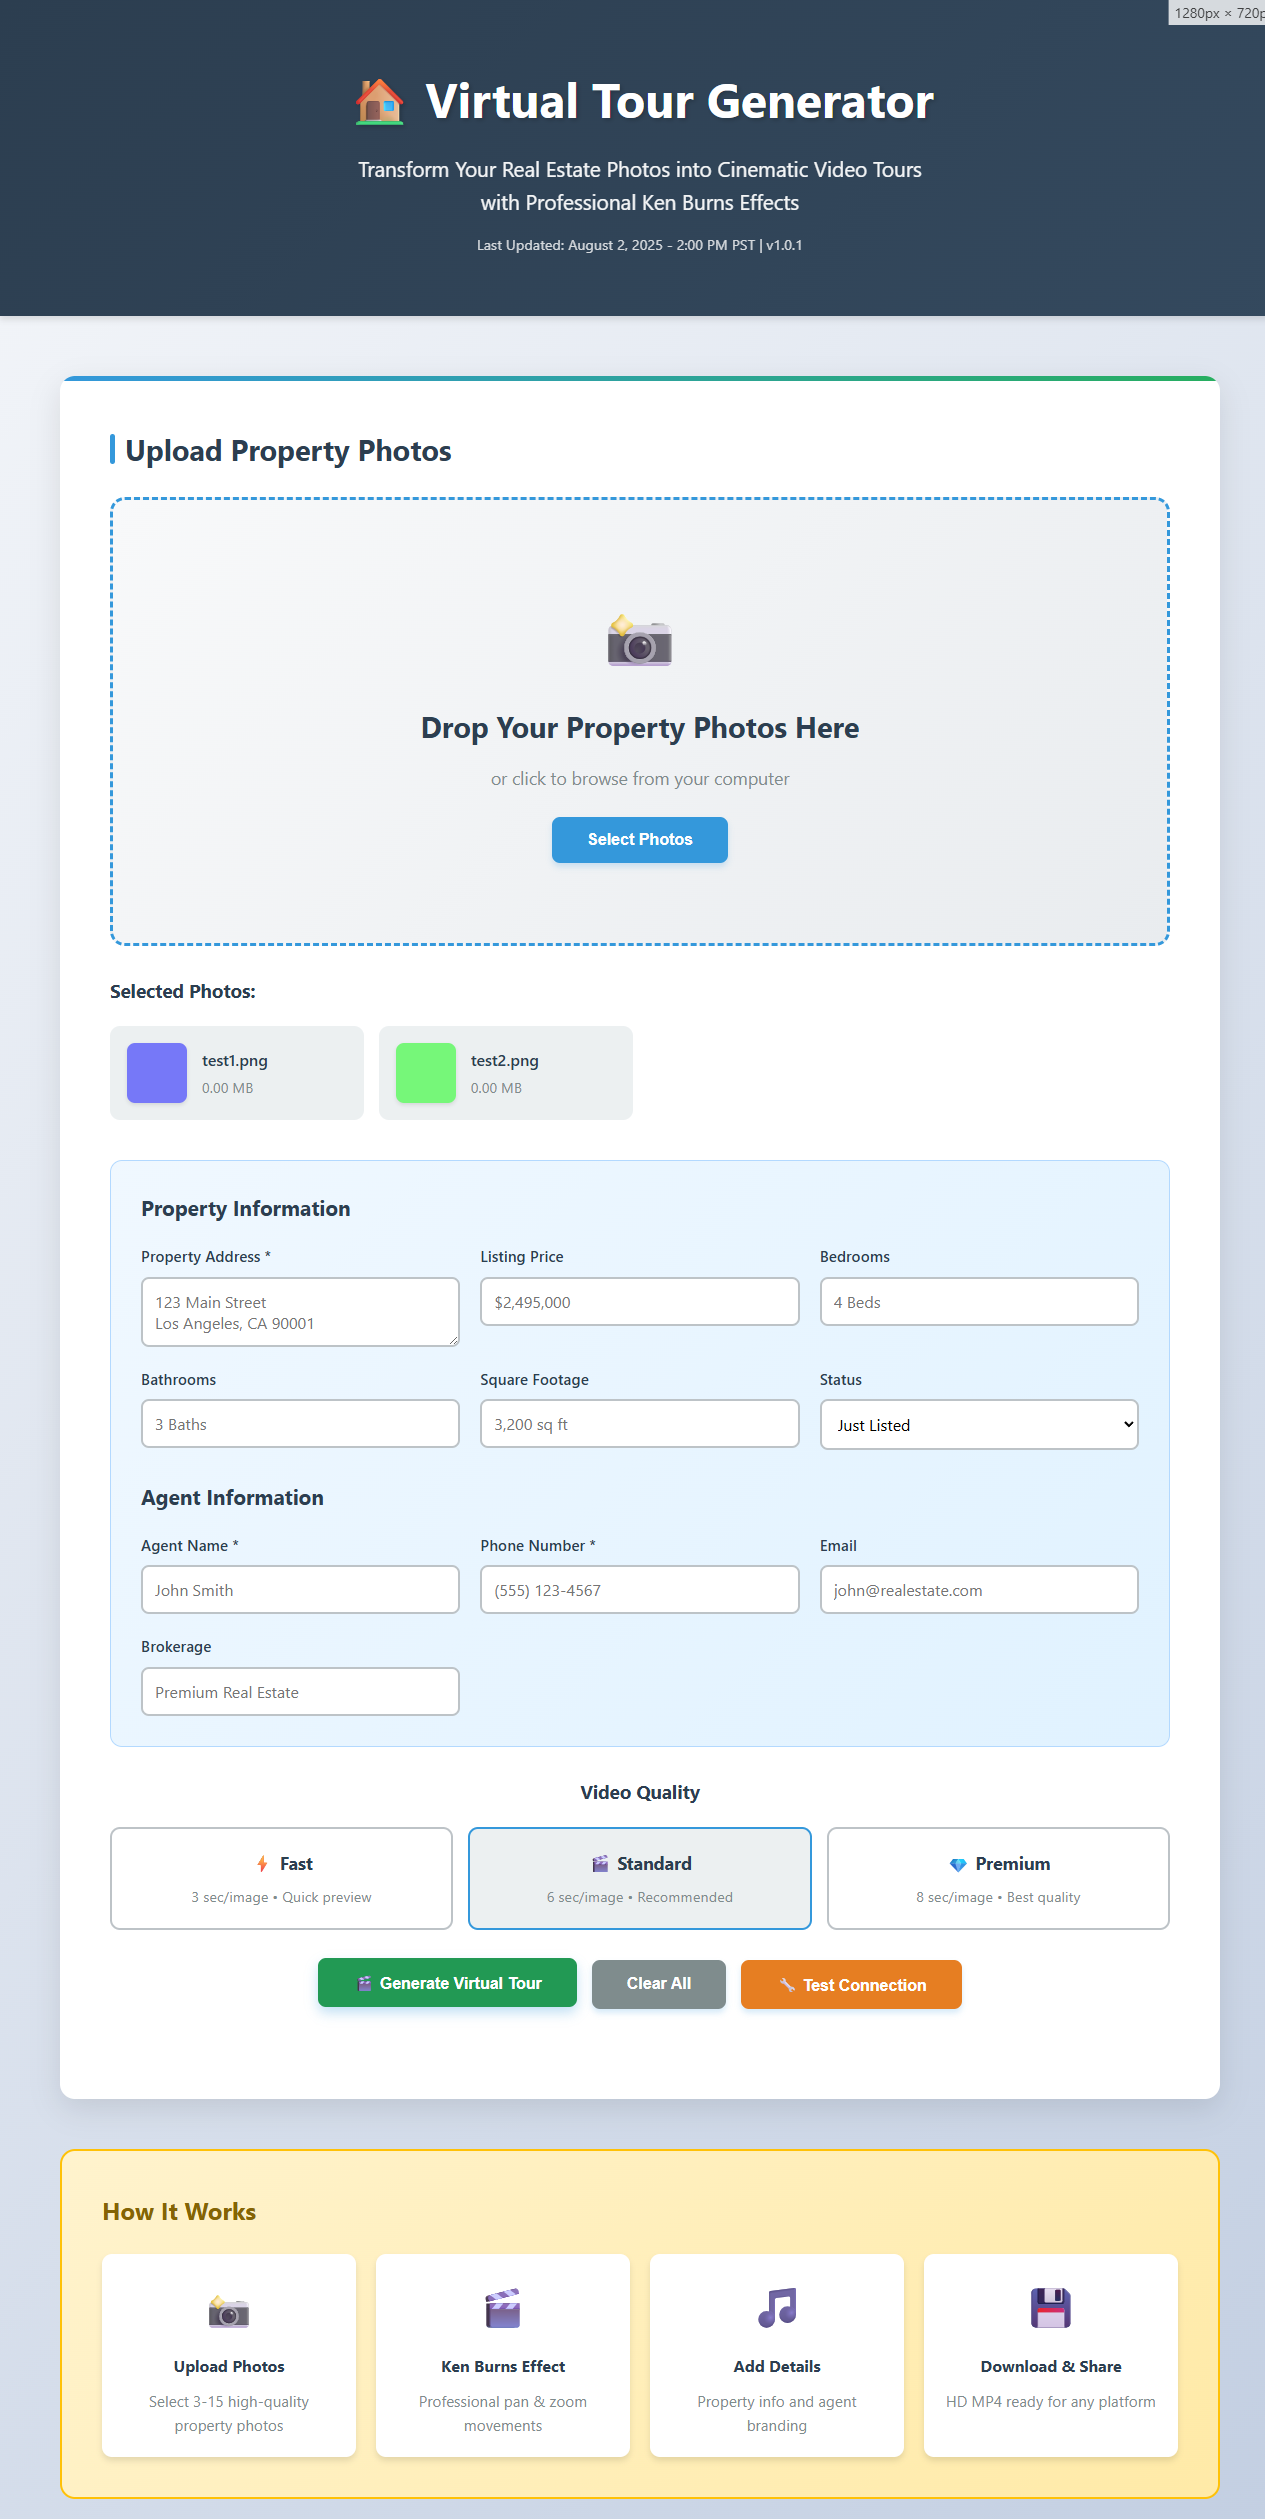 1280px × 720p
Virtual Tour Generator
Transform Your Real Estate Photos into Cinematic Video Tours
with Professional Ken Burns Effects
Last Updated: August 2, 2025 - 2:00 PM PST | v1.0.1
Upload Property Photos
Drop Your Property Photos Here
or click to browse from your computer
Select Photos
Selected Photos:
test1.png
0.00 MB
test2.png
0.00 MB
Property Information
Property Address *
123 Main Street
Los Angeles, CA 90001
Listing Price
$2,495,000
Bedrooms
4 Beds
Bathrooms
3 Baths
Square Footage
3,200 sq ft
Status
Just Listed
Agent Information
Agent Name *
John Smith
Phone Number *
(555) 123-4567
Email
john@realestate.com
Brokerage
Premium Real Estate
Video Quality
Fast
3 sec/image • Quick preview
Standard
6 sec/image • Recommended
Premium
8 sec/image • Best quality
Generate Virtual Tour
Clear All
Test Connection
How It Works
Upload Photos
Select 3-15 high-quality
property photos
Ken Burns Effect
Professional pan & zoom
movements
Add Details
Property info and agent
branding
Download & Share
HD MP4 ready for any platform